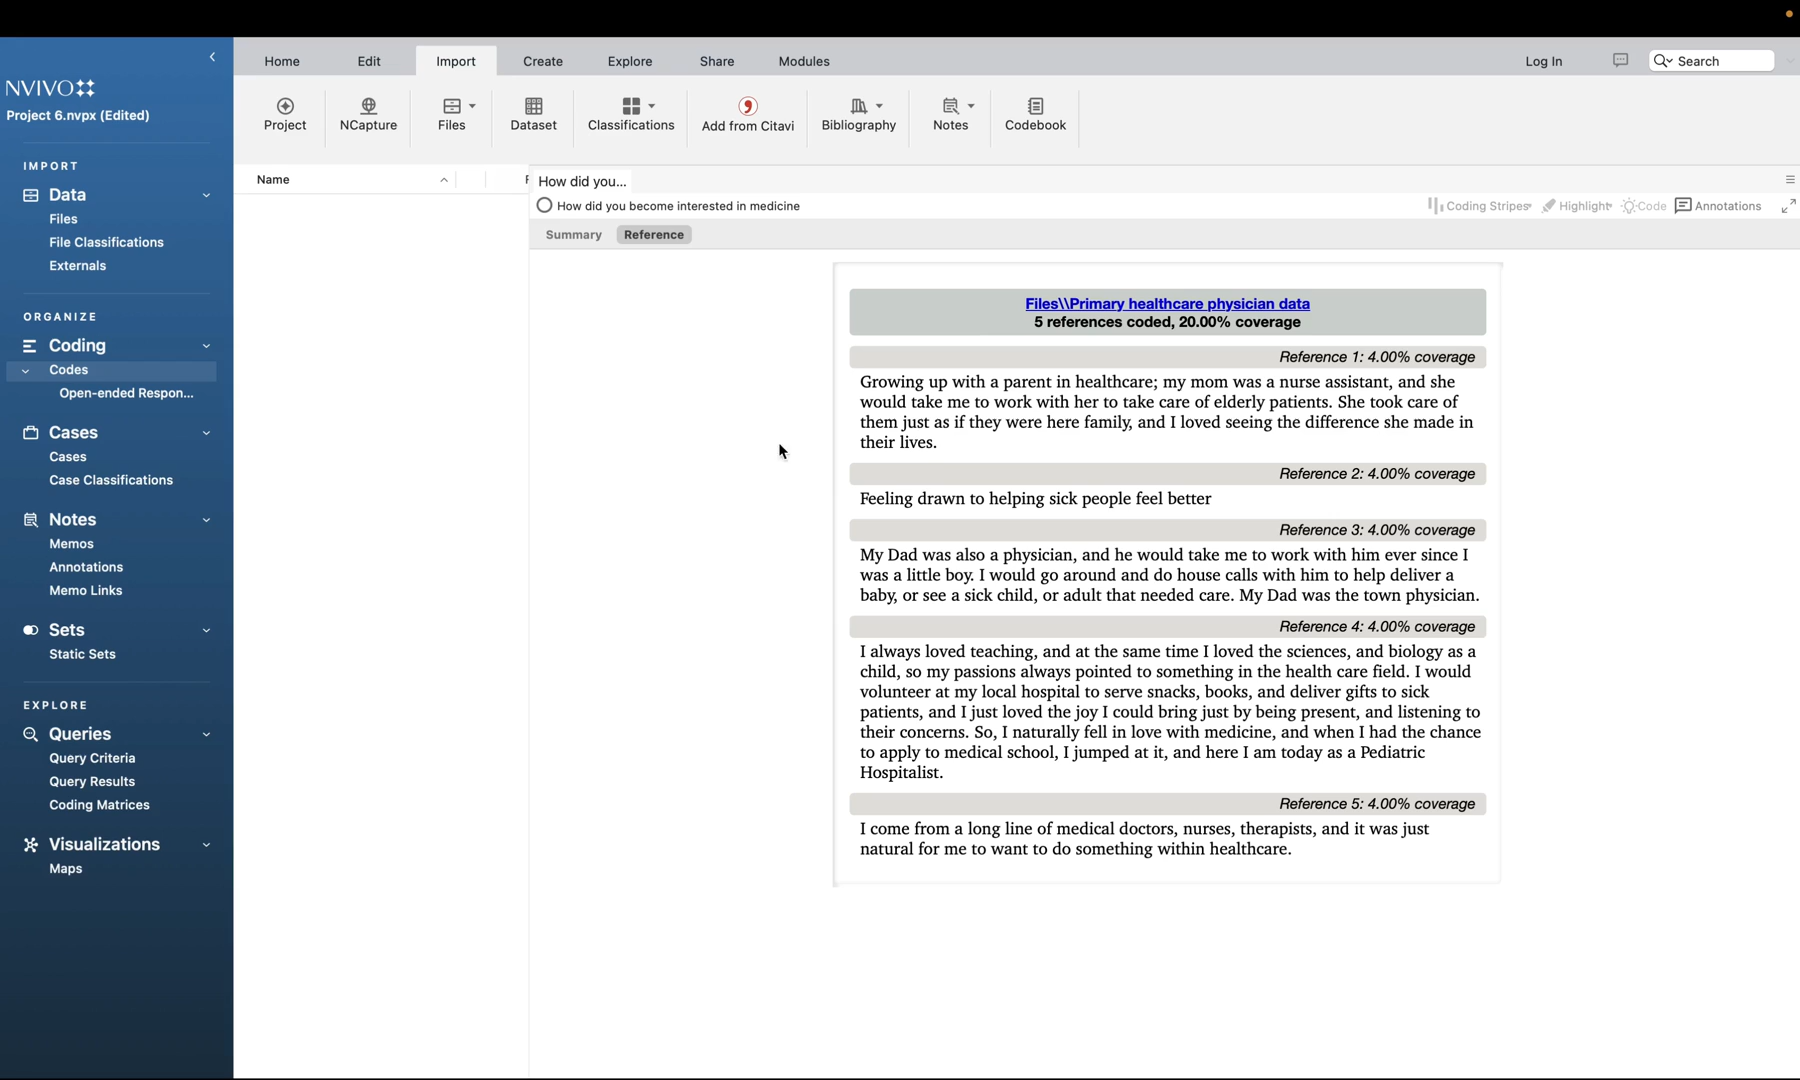 Home
Edit
Import
Create
Explore
Share
Modules
Log In
Search
NVIVO
Project 6.nvpx (Edited)
Project
NCapture
Files
Dataset
Classifications
Add from Citavi
Bibliography
Notes
Codebook
IMPORT
Data
Files
File Classifications
Externals
ORGANIZE
Coding
Codes
Open-ended Respon...
Cases
Cases
Case Classifications
Notes
Memos
Annotations
Memo Links
Sets
Static Sets
EXPLORE
Queries
Query Criteria
Query Results
Coding Matrices
Visualizations
Maps
Name
How did you...
How did you become interested in medicine
Coding Stripes
Highlight
Code
Annotations
Summary
Reference
Files\\Primary healthcare physician data
5 references coded, 20.00% coverage
Reference 1: 4.00% coverage
Growing up with a parent in healthcare; my mom was a nurse assistant, and she
would take me to work with her to take care of elderly patients. She took care of
them just as if they were here family, and I loved seeing the difference she made in
their lives.
Reference 2: 4.00% coverage
Feeling drawn to helping sick people feel better
Reference 3: 4.00% coverage
My Dad was also a physician, and he would take me to work with him ever since I
was a little boy. I would go around and do house calls with him to help deliver a
baby, or see a sick child, or adult that needed care. My Dad was the town physician.
Reference 4: 4.00% coverage
I always loved teaching, and at the same time I loved the sciences, and biology as a
child, so my passions always pointed to something in the health care field. I would
volunteer at my local hospital to serve snacks, books, and deliver gifts to sick
patients, and I just loved the joy I could bring just by being present, and listening to
their concerns. So, I naturally fell in love with medicine, and when I had the chance
to apply to medical school, I jumped at it, and here I am today as a Pediatric
Hospitalist.
Reference 5: 4.00% coverage
I come from a long line of medical doctors, nurses, therapists, and it was just
natural for me to want to do something within healthcare.